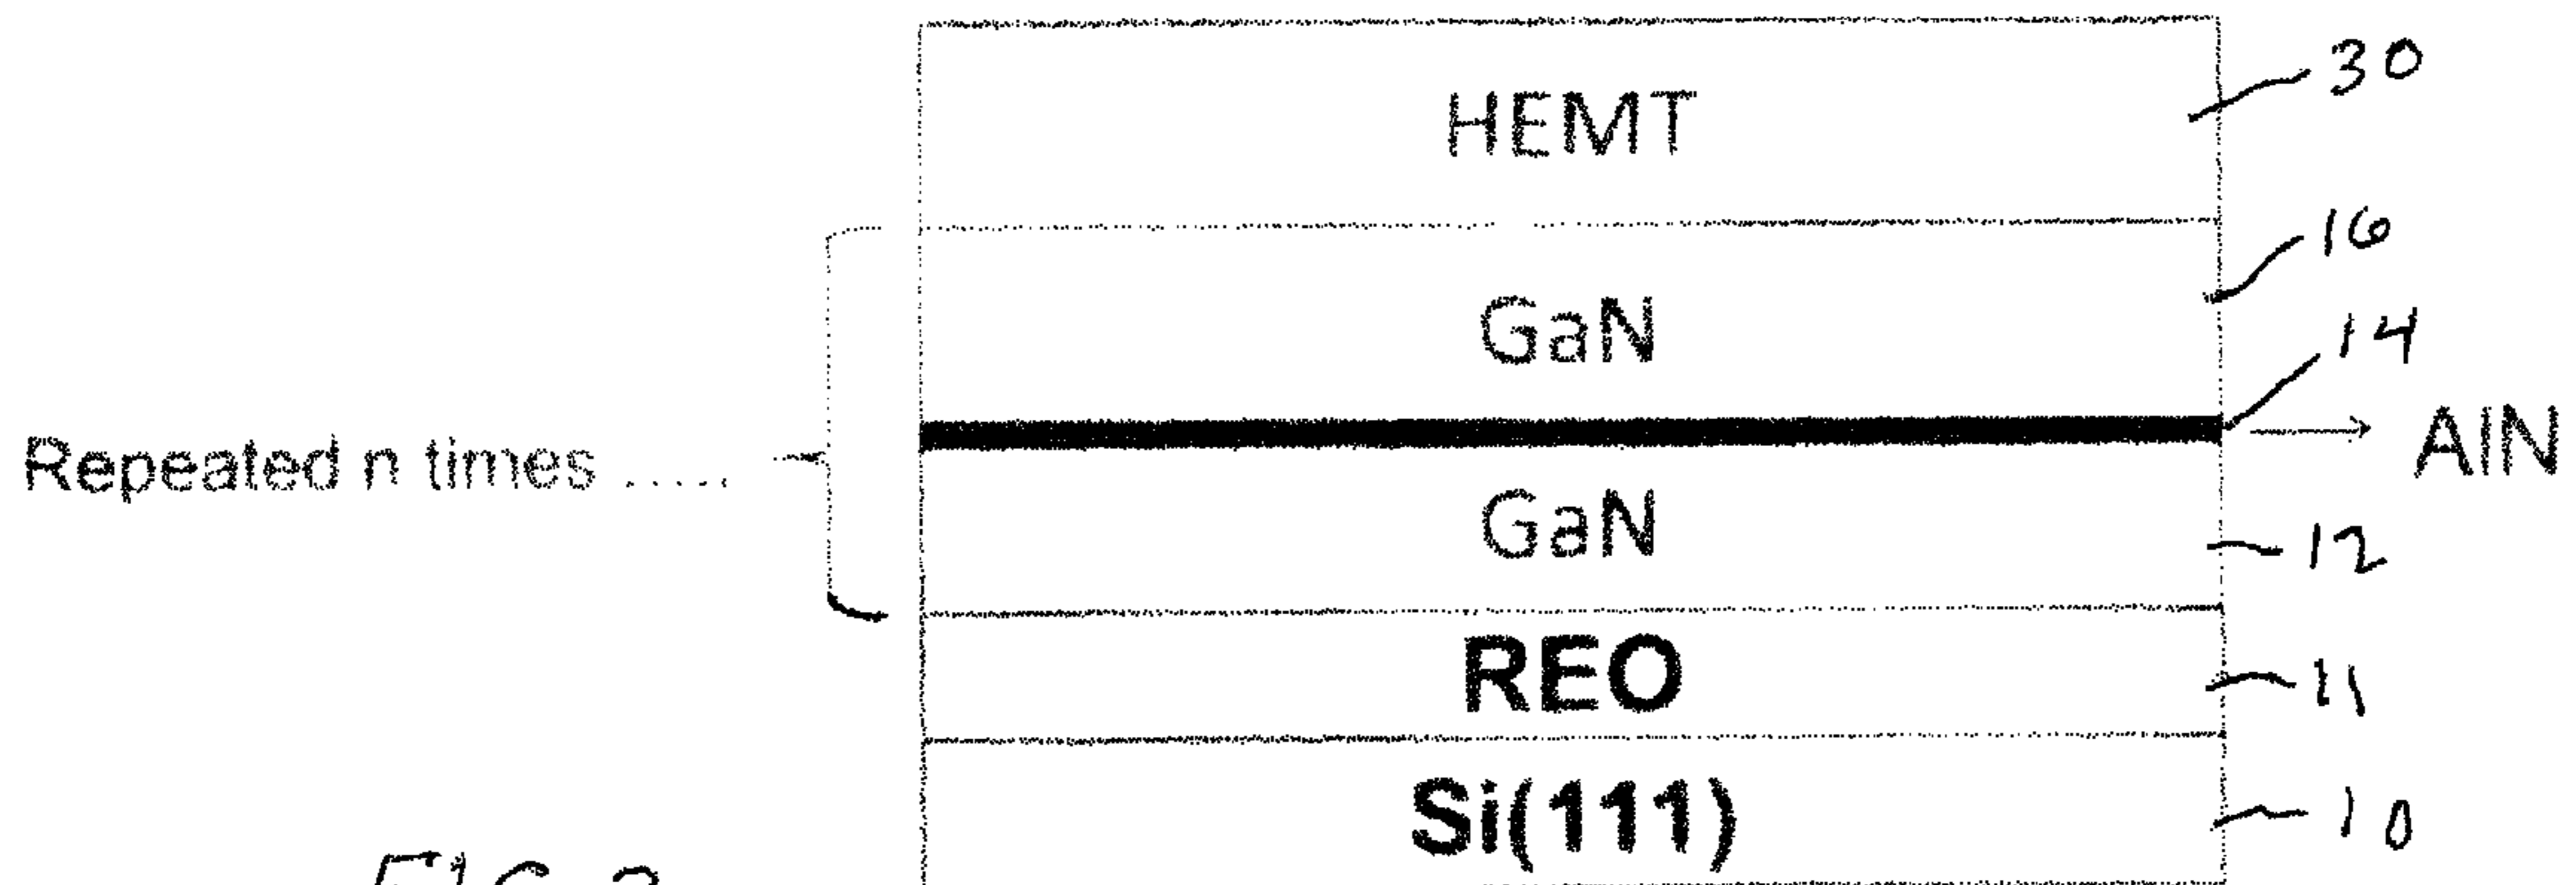 HEMT
30
16
GaN
14
Repeated n times .....
AlN
GaN
12
REO
11
Si(111)
10